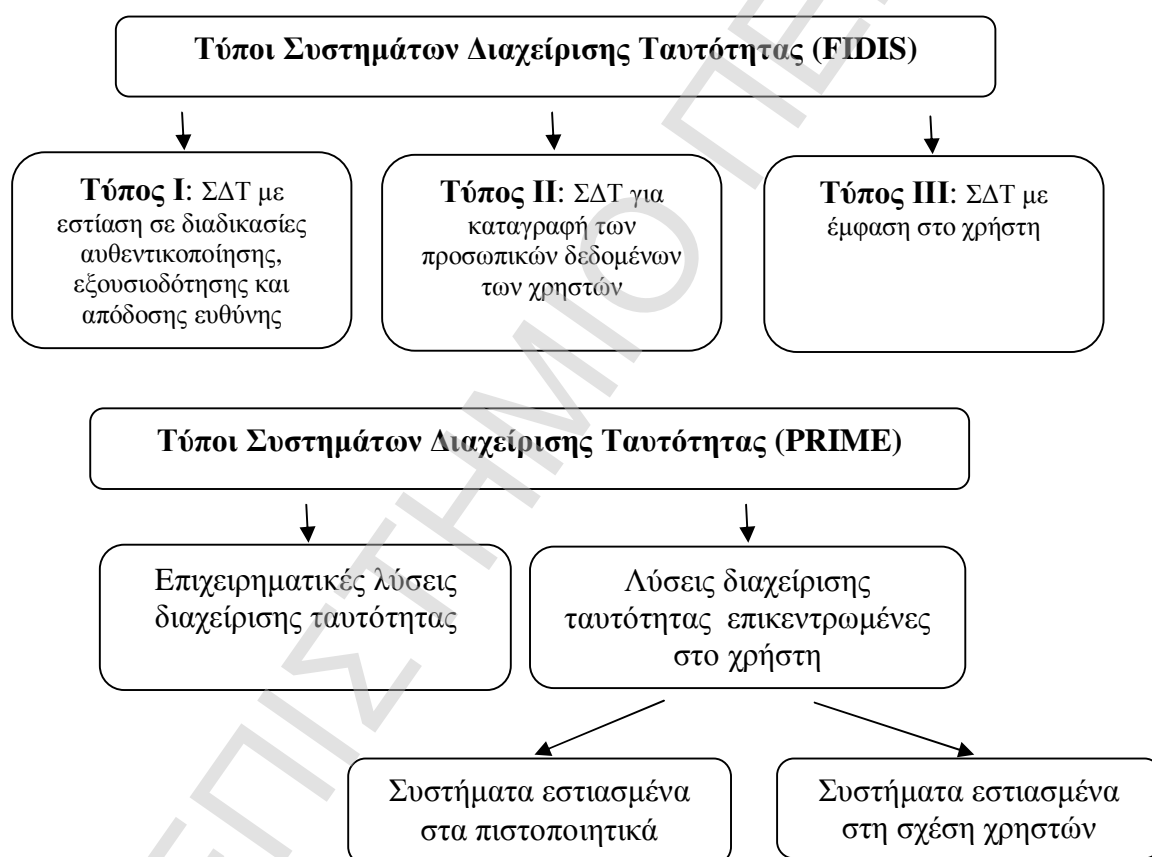 Τύποι Συστημάτων Διαχείρισης Ταυτότητας (FIDIS)
Τύπος Ι: ΣΔΤ με
εστίαση σε διαδικασίες
αυθεντικοποίησης,
εξουσιοδότησης και
απόδοσης ευθύνης
Τύπος ΙΙ: ΣΔΤ για
καταγραφή των
προσωπικών δεδομένων
των χρηστών
Τύπος ΙΙΙ: ΣΔΤ με
έμφαση στο χρήστη
Τύποι Συστημάτων Διαχείρισης Ταυτότητας (PRIME)
Επιχειρηματικές λύσεις
διαχείρισης ταυτότητας
Λύσεις διαχείρισης
ταυτότητας επικεντρωμένες
στο χρήστη
Συστήματα εστιασμένα
στα πιστοποιητικά
Συστήματα εστιασμένα
στη σχέση χρηστών